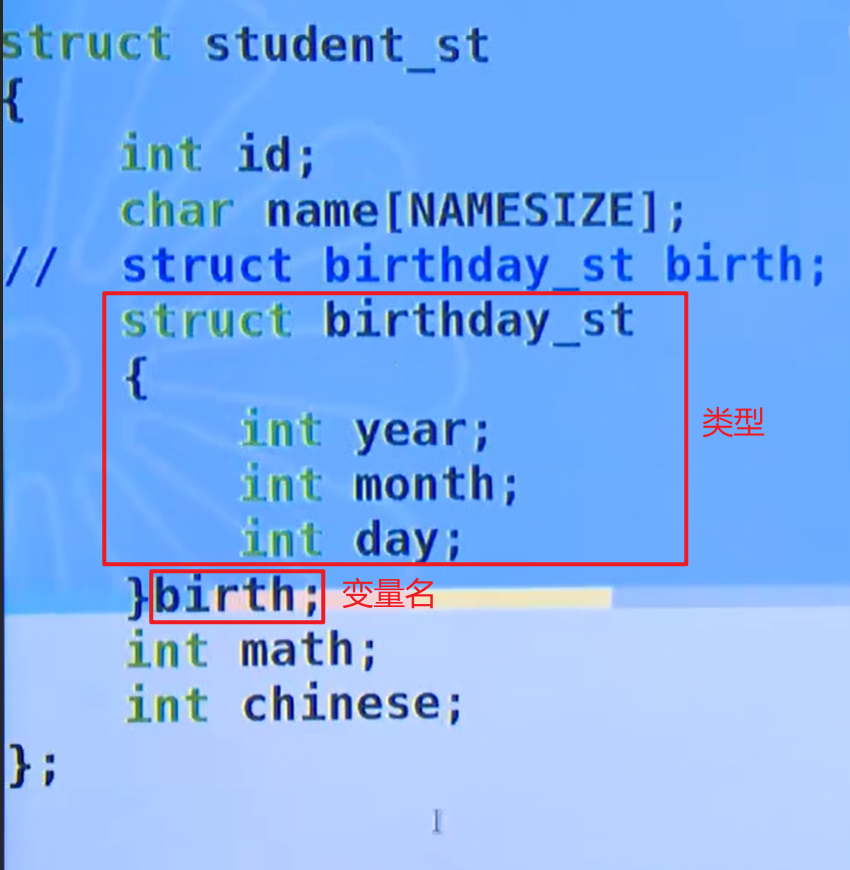 struct student_st
{
    int id;
    char name[NAMESIZE];
//  struct birthday_st birth;
    struct birthday_st
    {
        int year;
        int month;
        int day;
类型
    }birth; 变量名
    int math;
    int chinese;
};